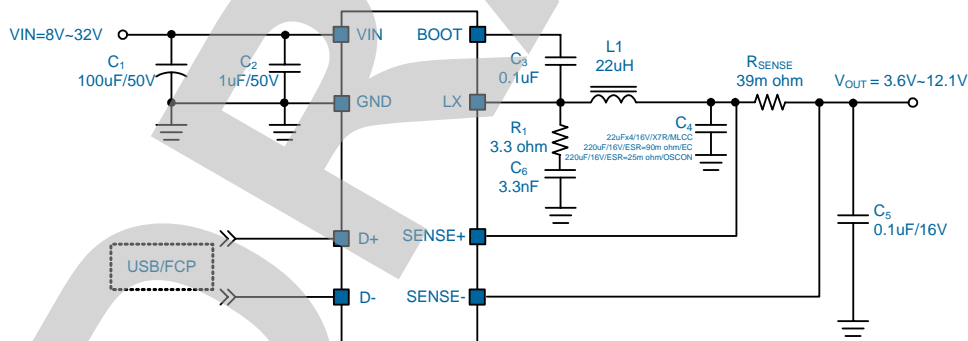 VIN=8V~32V
VIN
BOOT
C1
100uF/50V
C2
1uF/50V
C3
0.1uF
L1
22uH
RSENSE
39m ohm
VOUT = 3.6V~12.1V
GND
LX
R1
3.3 ohm
C4
22uFx4/16V/X7R/MLCC
220uF/16V/ESR=90m ohm/EC
220uF/16V/ESR=25m ohm/OSCON
C6
3.3nF
C5
0.1uF/16V
D+
SENSE+
USB/FCP
D-
SENSE-